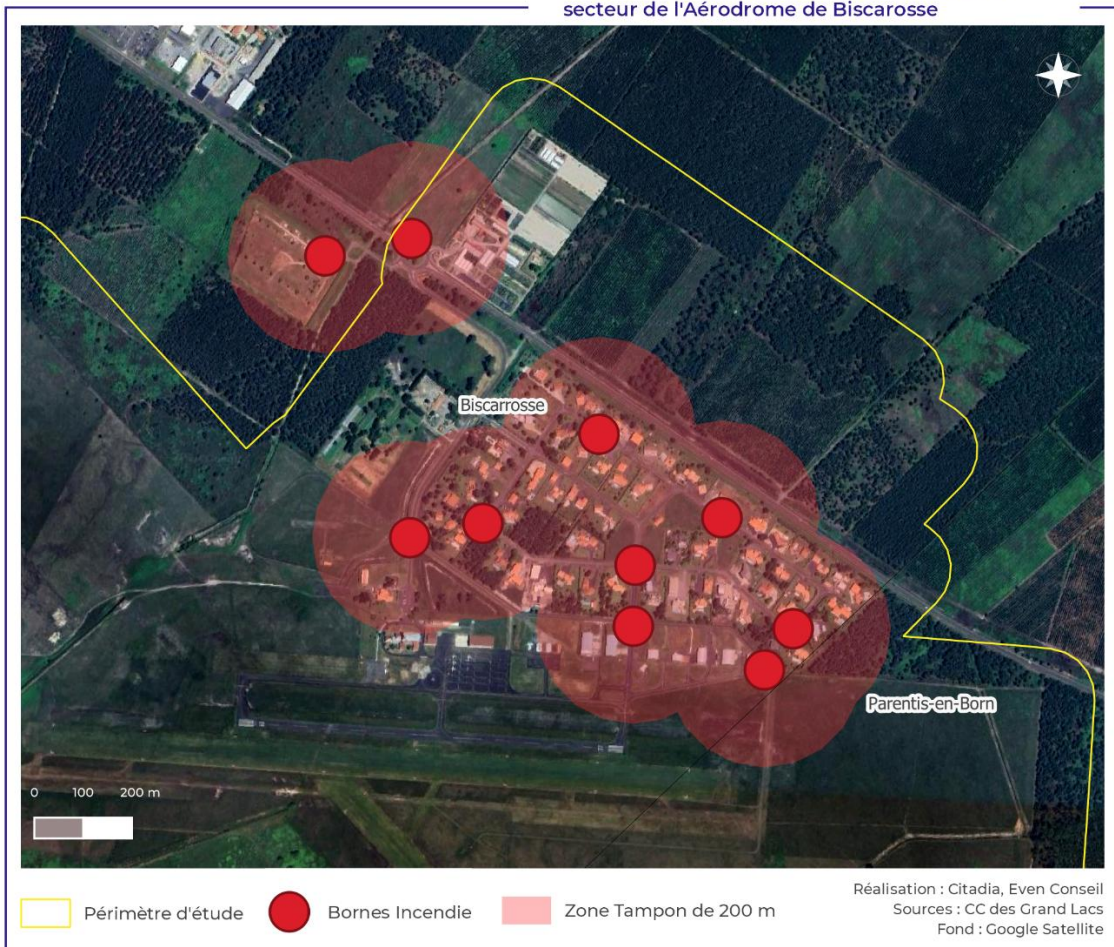 secteur de l'Aérodrome de Biscarosse
Biscarrosse
Parentis-en-Born
0 100 200 m
Périmètre d'étude
Bornes Incendie
Zone Tampon de 200 m
Réalisation : Citadia, Even Conseil
Sources : CC des Grand Lacs
Fond : Google Satellite